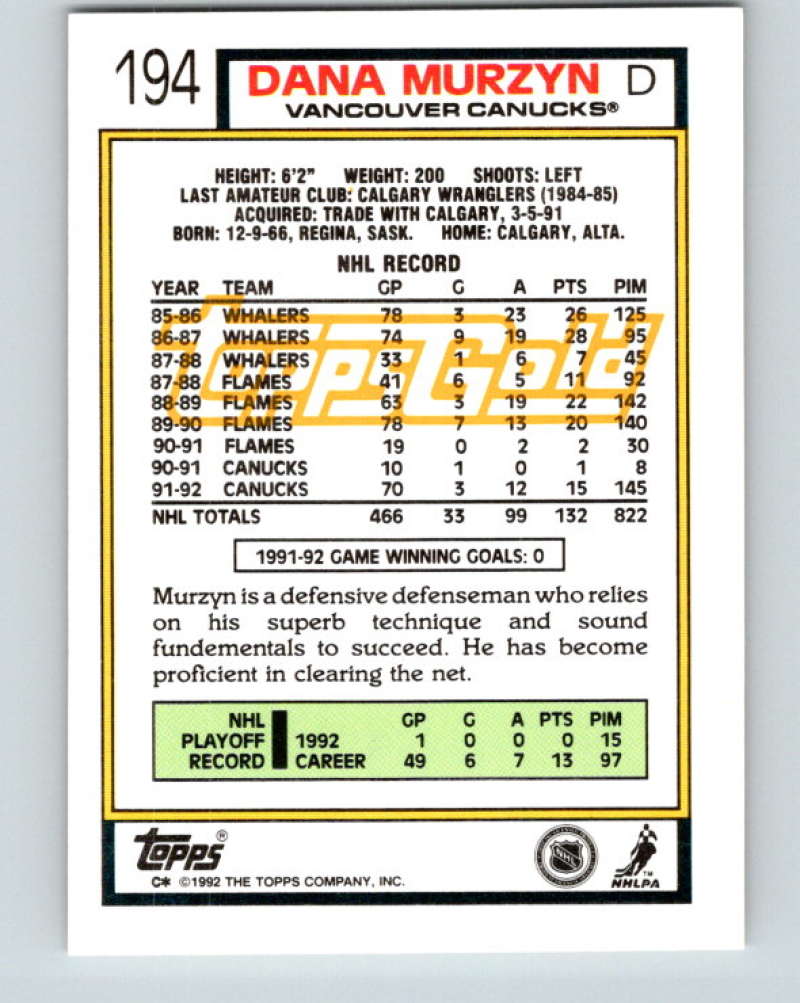 194 DANA MURZYN D
VANCOUVER CANUCKS®
HEIGHT: 6'2" WEIGHT: 200 SHOOTS: LEFT
LAST AMATEUR CLUB: CALGARY WRANGLERS (1984-85)
ACQUIRED: TRADE WITH CALGARY, 3-5-91
BORN: 12-9-66, REGINA, SASK. HOME: CALGARY, ALTA.
NHL RECORD
YEAR TEAM GP G A PTS PIM
85-86 WHALERS 78 3 23 26 125
86-87 WHALERS 74 9 19 28 95
87-88 WHALERS 33 1 6 7 45
87-88 FLAMES 41 6 5 11 92
88-89 FLAMES 63 3 19 22 142
89-90 FLAMES 78 7 13 20 140
90-91 FLAMES 19 0 2 2 30
90-91 CANUCKS 10 1 0 1 8
91-92 CANUCKS 70 3 12 15 145
NHL TOTALS 466 33 99 132 822
ToppsGold
1991-92 GAME WINNING GOALS: 0
Murzyn is a defensive defenseman who relies
on his superb technique and sound
fundementals to succeed. He has become
proficient in clearing the net.
NHL GP G A PTS PIM
PLAYOFF 1992 1 0 0 0 15
RECORD CAREER 49 6 7 13 97
Topps®
C* ©1992 THE TOPPS COMPANY, INC.
NHL
™
NHLPA